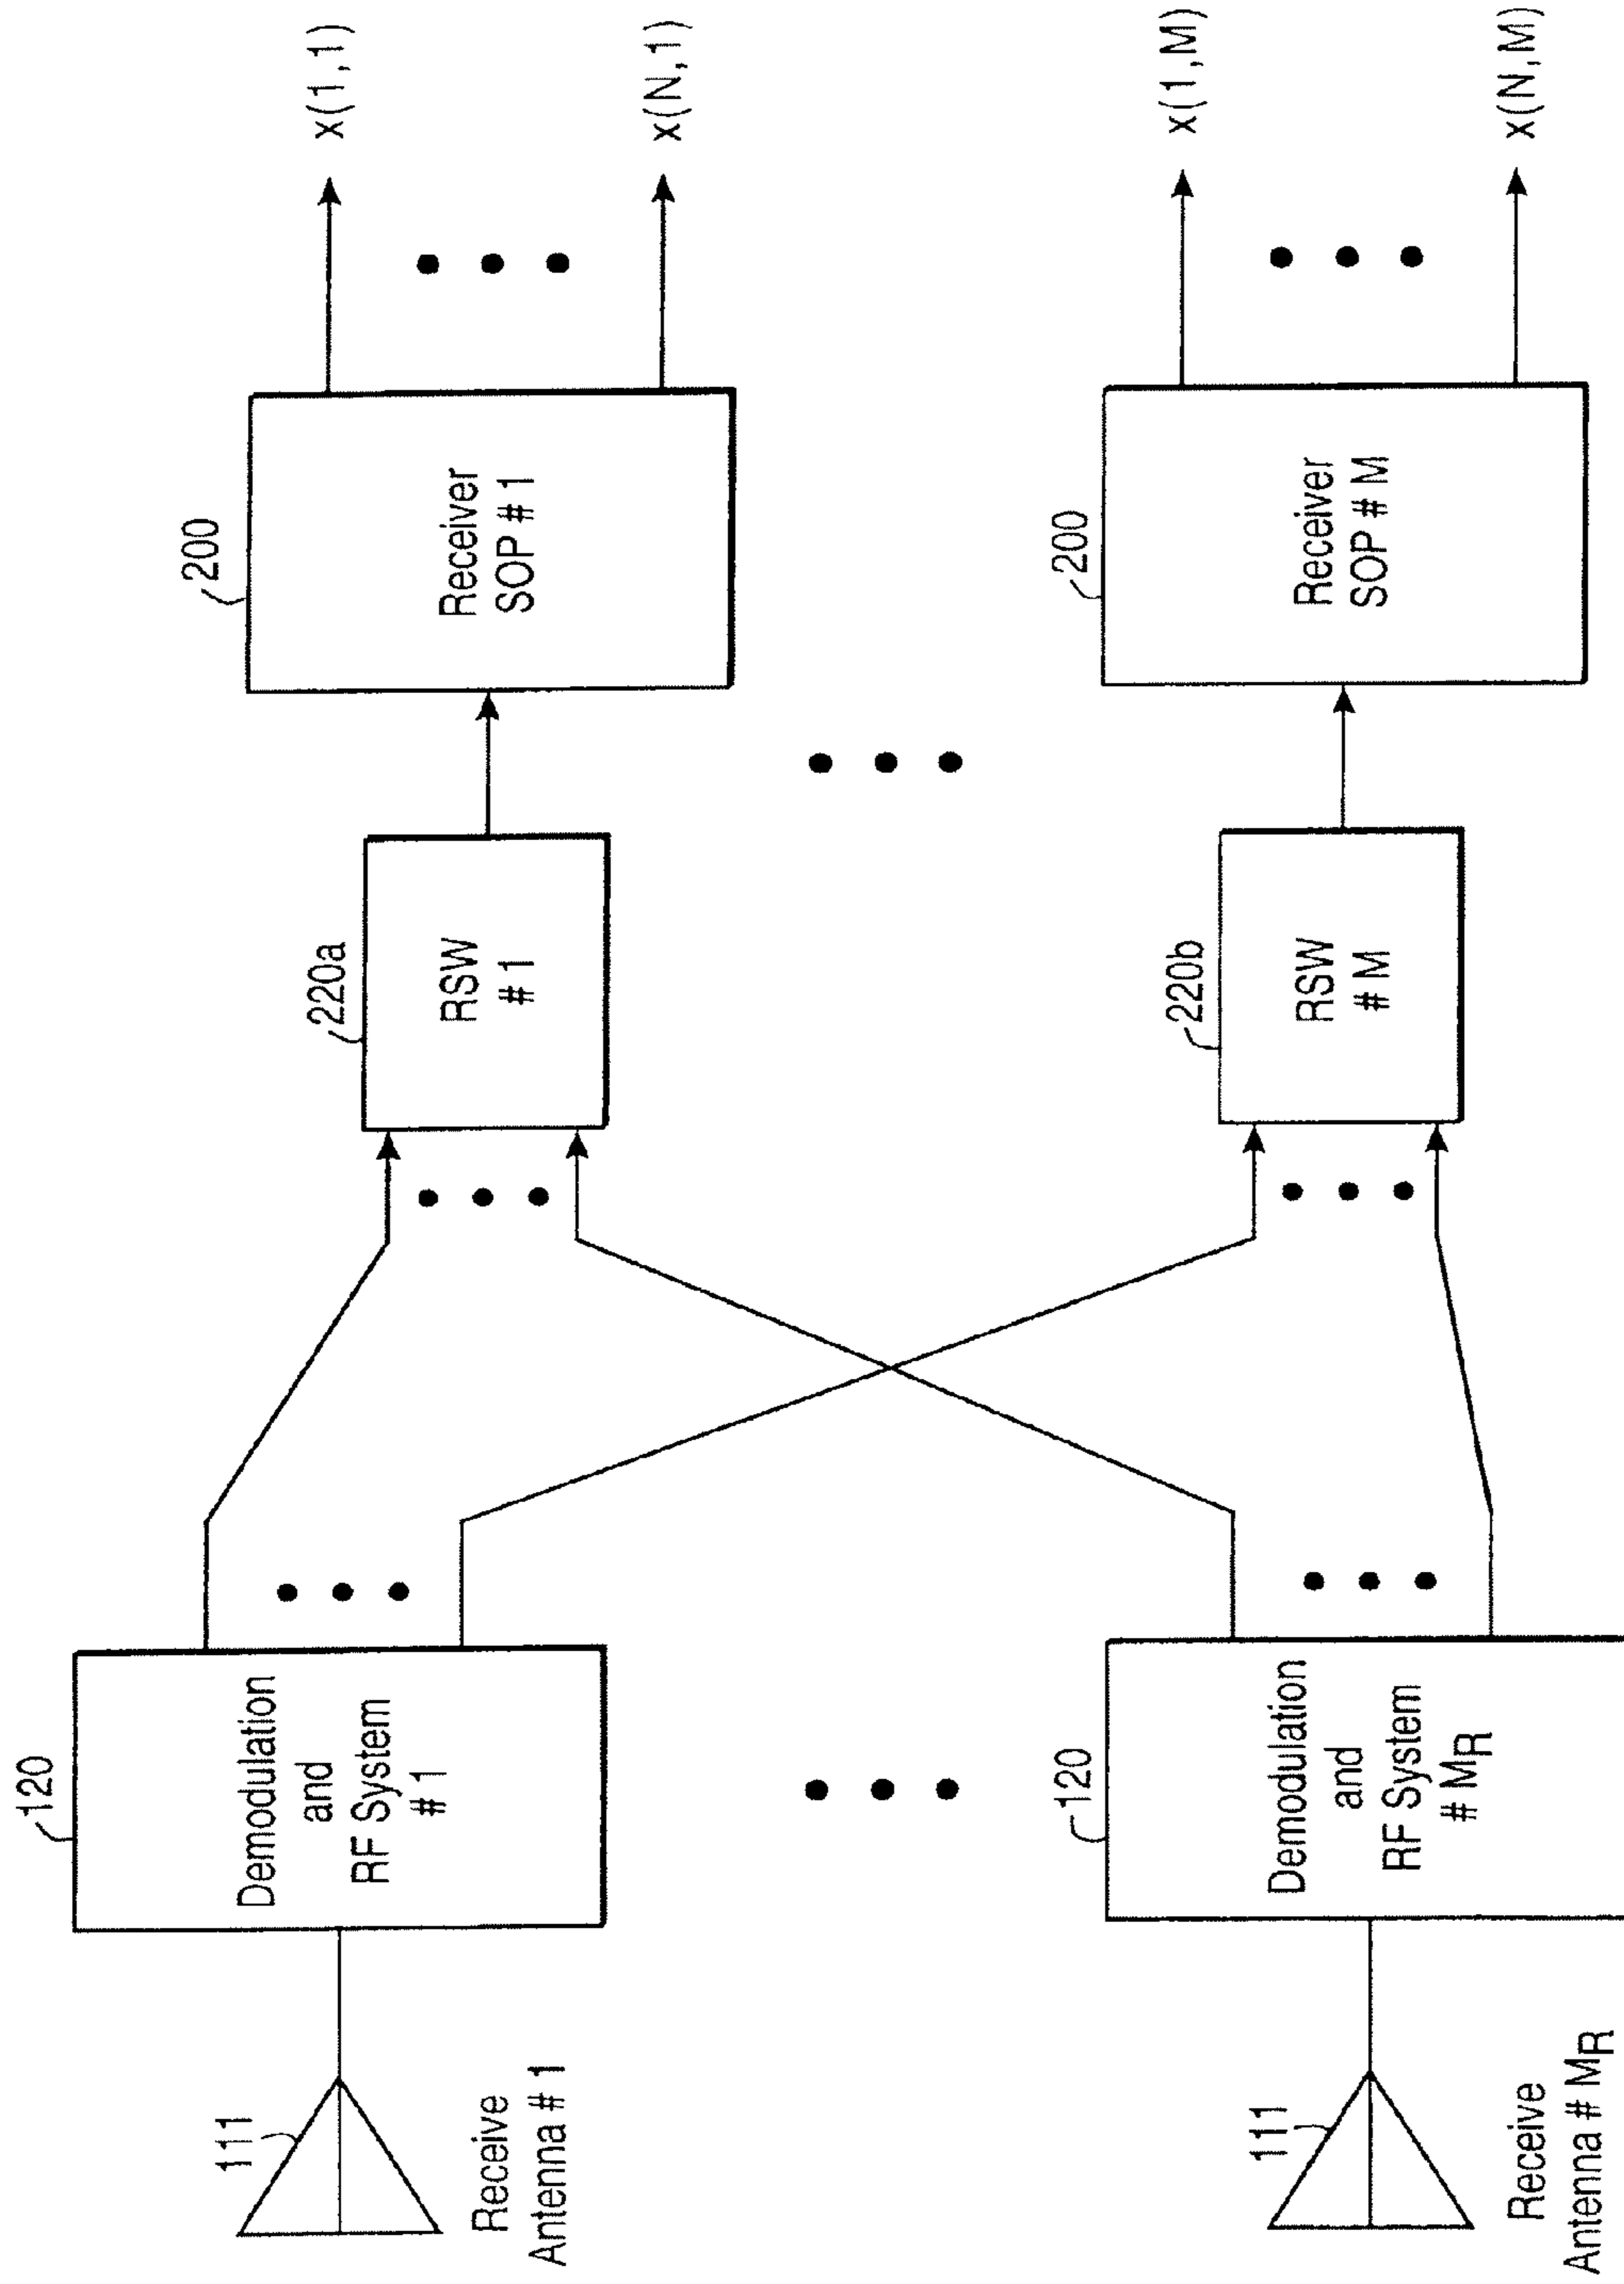 111
Receive
Antenna # 1
120
Demodulation
and
RF System
# 1
220a
RSW
# 1
200
Receiver
SOP # 1
x(1,1)
x(N,1)
111
Receive
Antenna # MR
120
Demodulation
and
RF System
# MR
220b
RSW
# M
200
Receiver
SOP # M
x(1,M)
x(N,M)